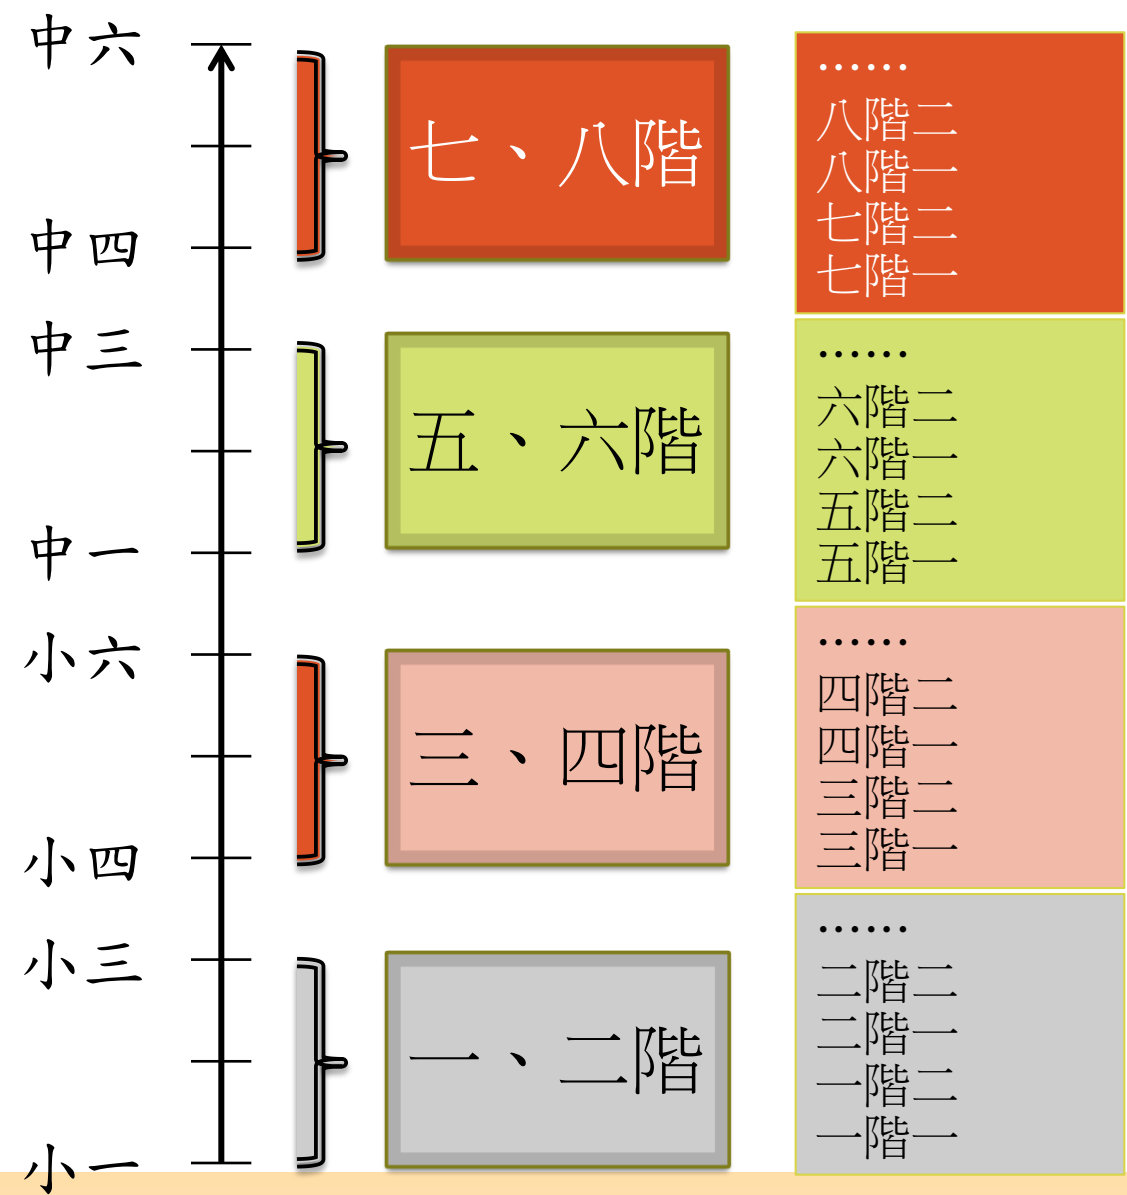 中六
中四
中三
中一
小六
小四
小三
小一
七、八階
五、六階
三、四階
一、二階
……
八階二
八階一
七階二
七階一
……
六階二
六階一
五階二
五階一
……
四階二
四階一
三階二
三階一
……
二階二
二階一
一階二
一階一